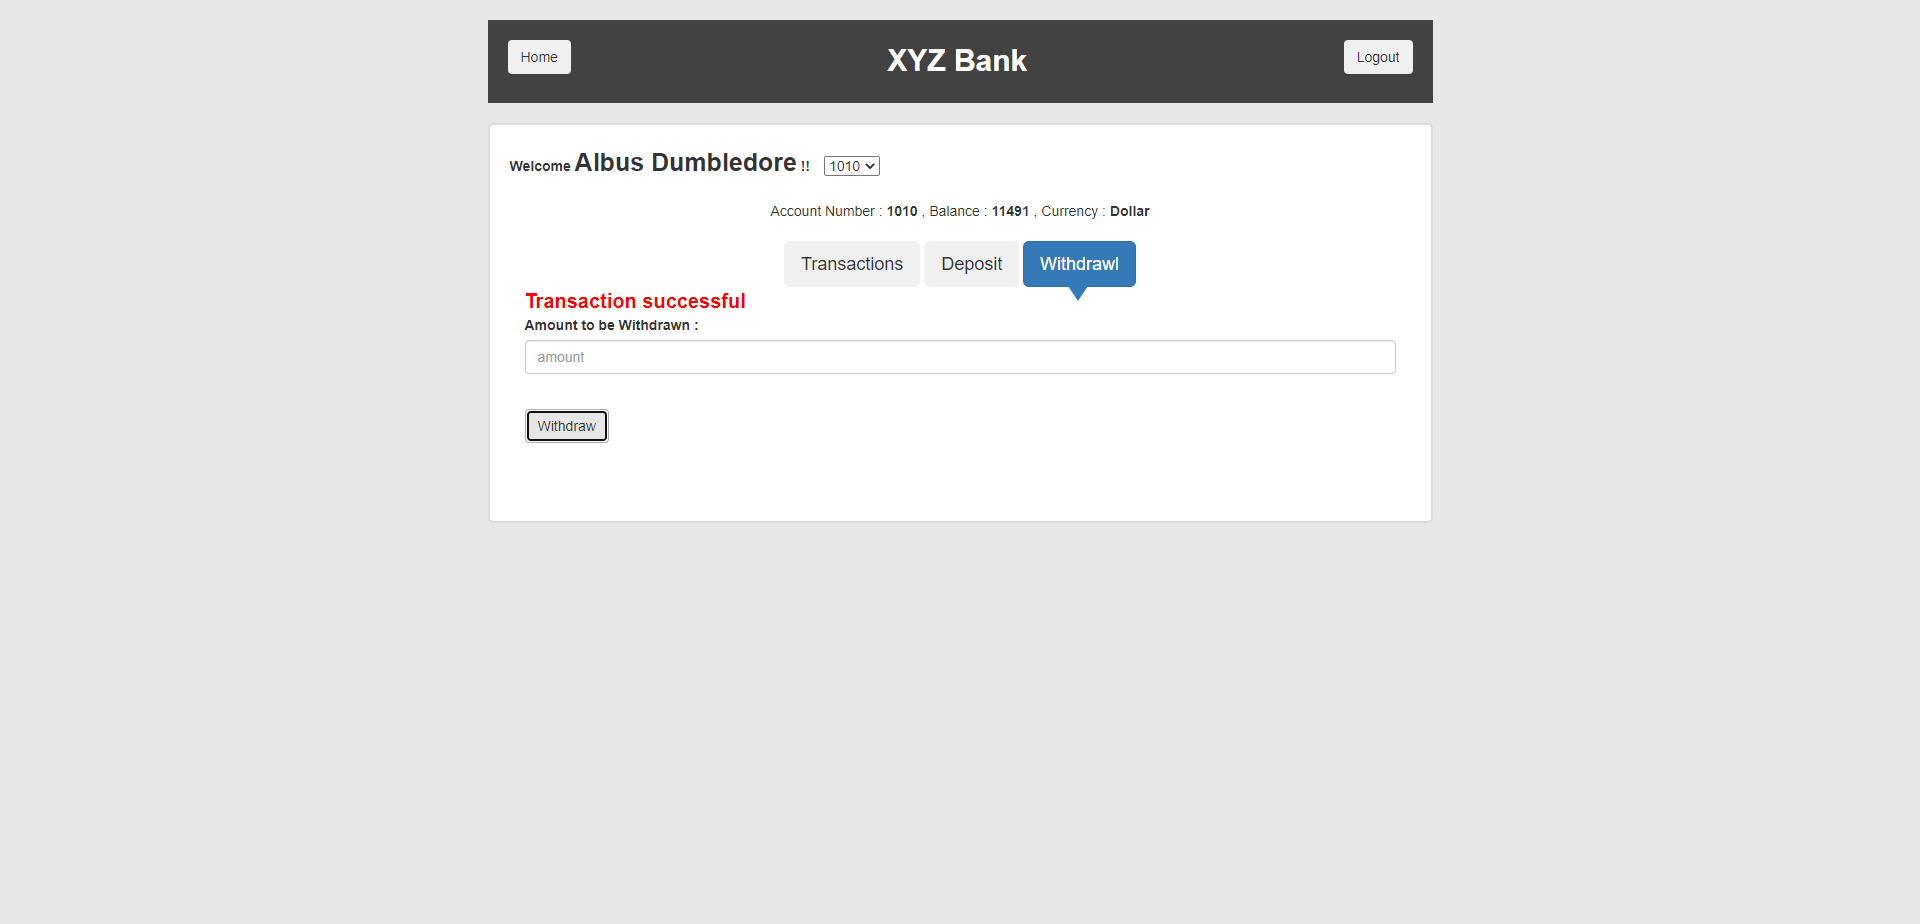 Home
XYZ Bank
Logout
Welcome Albus Dumbledore !! 1010
Account Number : 1010 , Balance : 11491 , Currency : Dollar
Transactions
Deposit
Withdrawl
Transaction successful
Amount to be Withdrawn :
amount
Withdraw